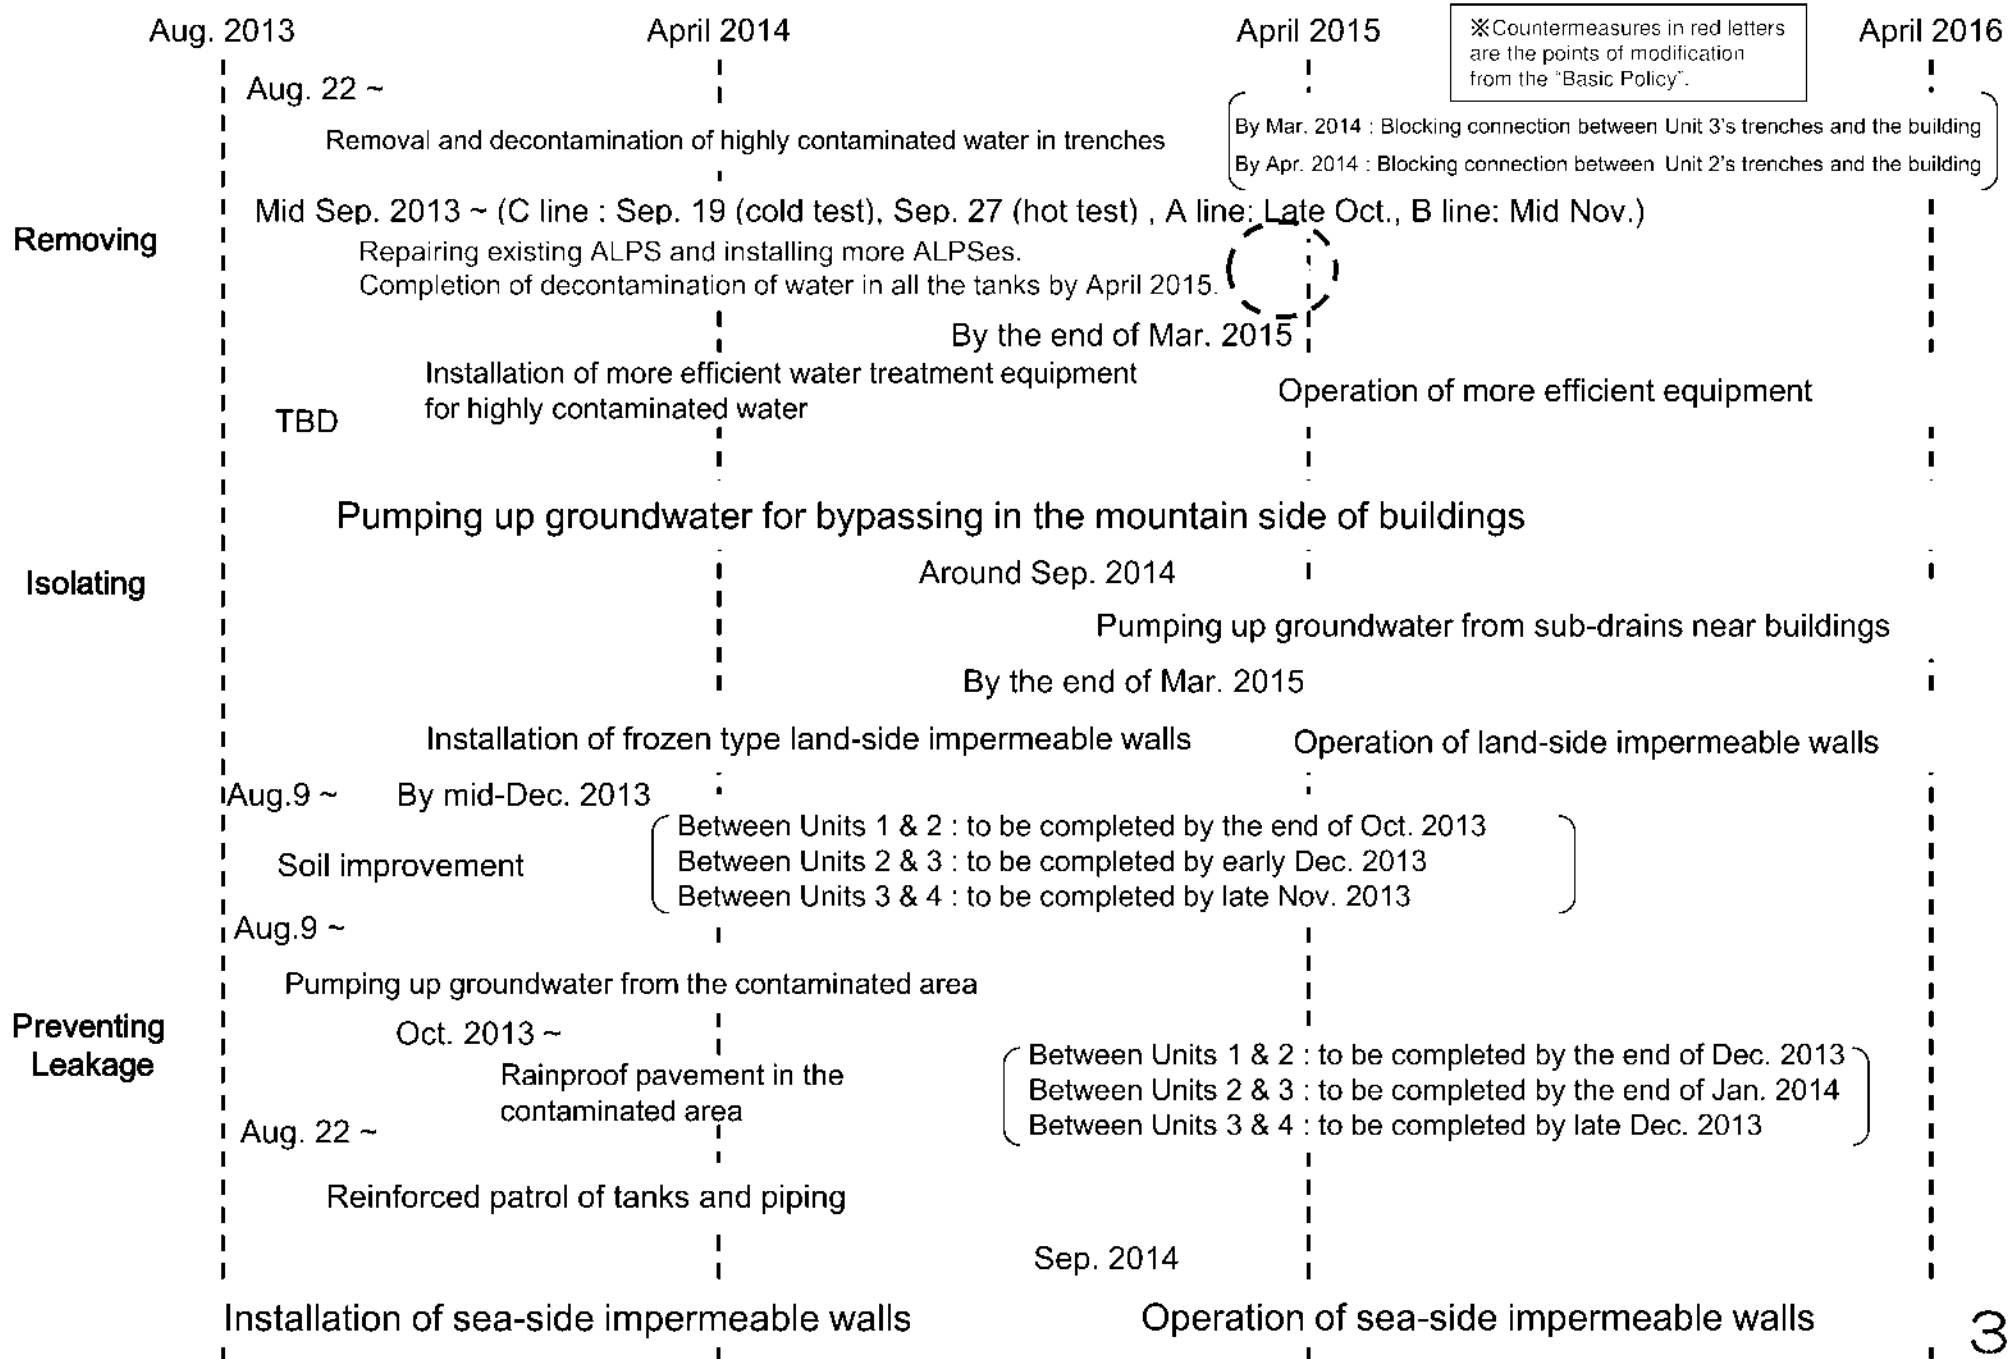 Aug. 2013
April 2014
April 2015
April 2016
※Countermeasures in red letters
are the points of modification
from the "Basic Policy".
Aug. 22 ~
Removal and decontamination of highly contaminated water in trenches
By Mar. 2014 : Blocking connection between Unit 3's trenches and the building
By Apr. 2014 : Blocking connection between Unit 2's trenches and the building
Removing
Mid Sep. 2013 ~ (C line : Sep. 19 (cold test), Sep. 27 (hot test) , A line: Late Oct., B line: Mid Nov.)
Repairing existing ALPS and installing more ALPSes.
Completion of decontamination of water in all the tanks by April 2015.
By the end of Mar. 2015
Installation of more efficient water treatment equipment
for highly contaminated water
Operation of more efficient equipment
TBD
Isolating
Pumping up groundwater for bypassing in the mountain side of buildings
Around Sep. 2014
Pumping up groundwater from sub-drains near buildings
By the end of Mar. 2015
Installation of frozen type land-side impermeable walls
Operation of land-side impermeable walls
Aug.9 ~
By mid-Dec. 2013
Soil improvement
Between Units 1 & 2 : to be completed by the end of Oct. 2013
Between Units 2 & 3 : to be completed by early Dec. 2013
Between Units 3 & 4 : to be completed by late Nov. 2013
Aug.9 ~
Pumping up groundwater from the contaminated area
Preventing
Leakage
Oct. 2013 ~
Rainproof pavement in the
contaminated area
Between Units 1 & 2 : to be completed by the end of Dec. 2013
Between Units 2 & 3 : to be completed by the end of Jan. 2014
Between Units 3 & 4 : to be completed by late Dec. 2013
Aug. 22 ~
Reinforced patrol of tanks and piping
Sep. 2014
Installation of sea-side impermeable walls
Operation of sea-side impermeable walls
3